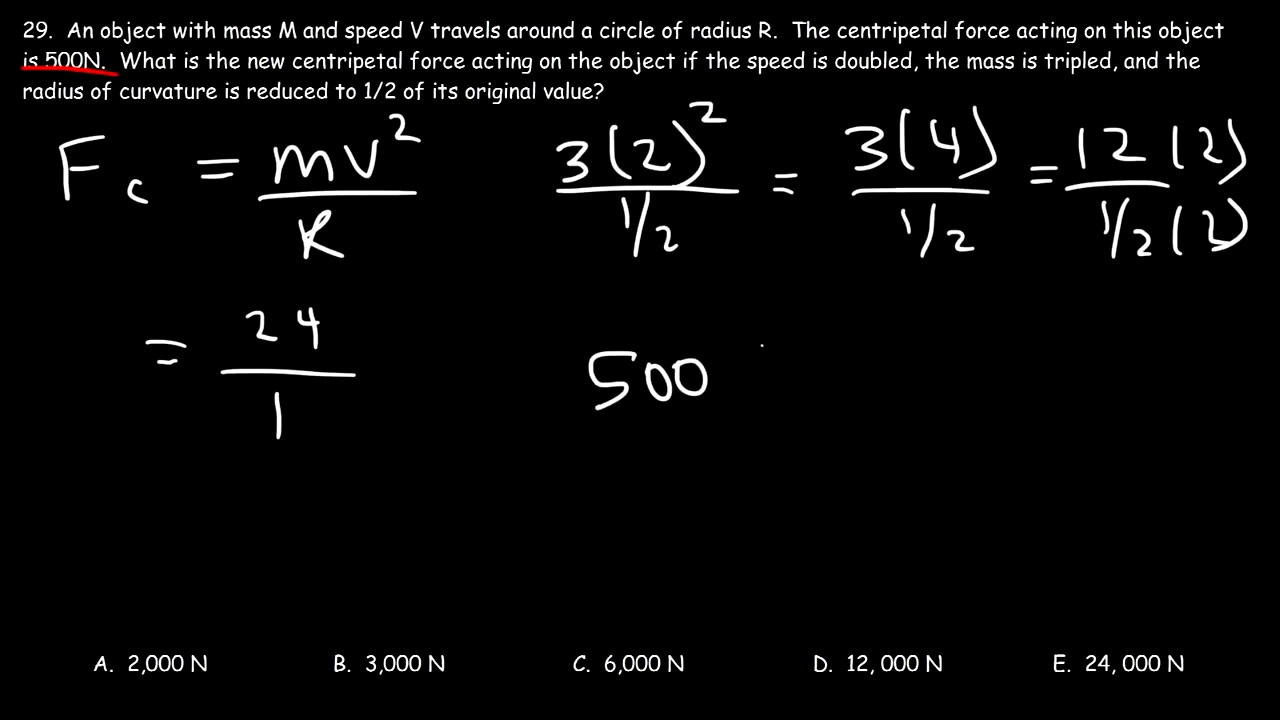 29. An object with mass M and speed V travels around a circle of radius R. The centripetal force acting on this object
is 500N. What is the new centripetal force acting on the object if the speed is doubled, the mass is tripled, and the
radius of curvature is reduced to 1/2 of its original value?
Fc = mv²/R 3(2)²/1/2 = 3(4)/1/2 = 12(2)/1/2(2)
= 24/1 500
A. 2,000 N B. 3,000 N C. 6,000 N D. 12, 000 N E. 24, 000 N